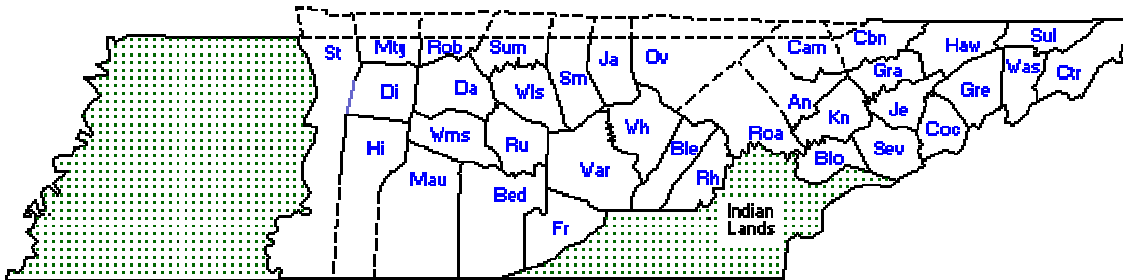 St
Mtg
Rob
Sum
Sm
Ja
Ov
Cam
Cbn
Haw
Sul
Di
Da
Wls
Gra
Was
Ctr
Hi
Wms
Ru
Wh
An
Kn
Je
Gre
Mau
Bed
War
Ble
Roa
Blo
Sev
Coc
Rh
Fr
Indian
Lands